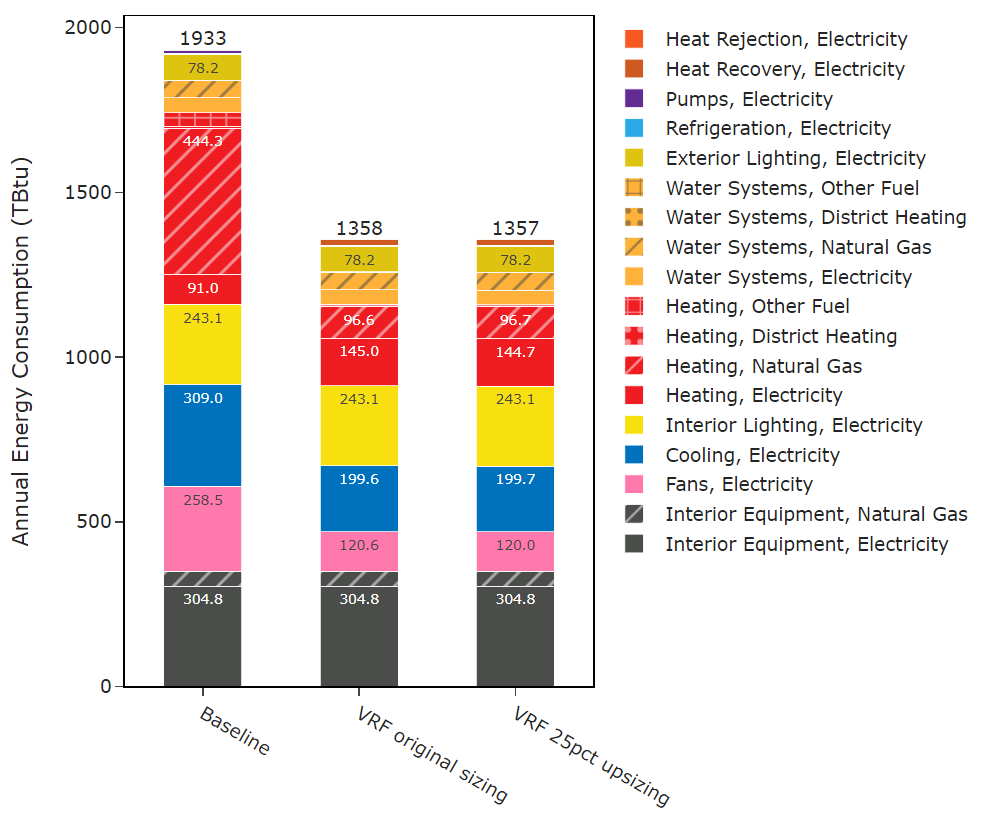 Annual Energy Consumption (TBtu)
2000
1500
1000
500
0
1933
78.2
444.3
91.0
243.1
309.0
258.5
304.8
1358
78.2
96.6
145.0
243.1
199.6
120.6
304.8
1357
78.2
96.7
144.7
243.1
199.7
120.0
304.8
Baseline
VRF original sizing
VRF 25pct upsizing
Heat Rejection, Electricity
Heat Recovery, Electricity
Pumps, Electricity
Refrigeration, Electricity
Exterior Lighting, Electricity
Water Systems, Other Fuel
Water Systems, District Heating
Water Systems, Natural Gas
Water Systems, Electricity
Heating, Other Fuel
Heating, District Heating
Heating, Natural Gas
Heating, Electricity
Interior Lighting, Electricity
Cooling, Electricity
Fans, Electricity
Interior Equipment, Natural Gas
Interior Equipment, Electricity